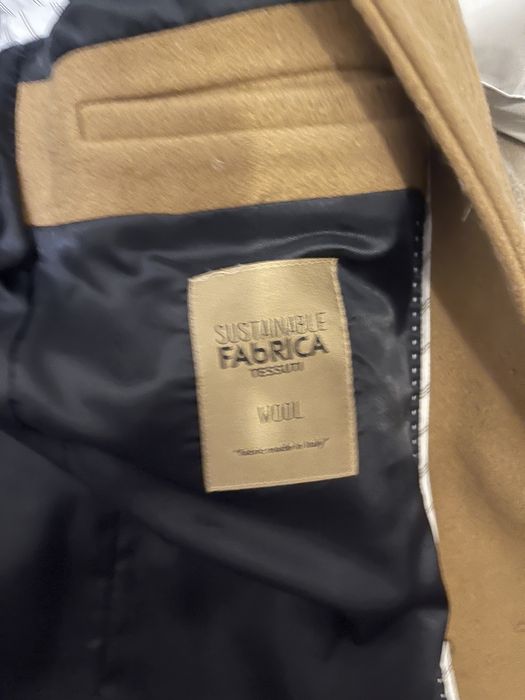 SUSTAINABLE
FAbRICA
TESSUTI
WOOL
"fabric made in Italy"